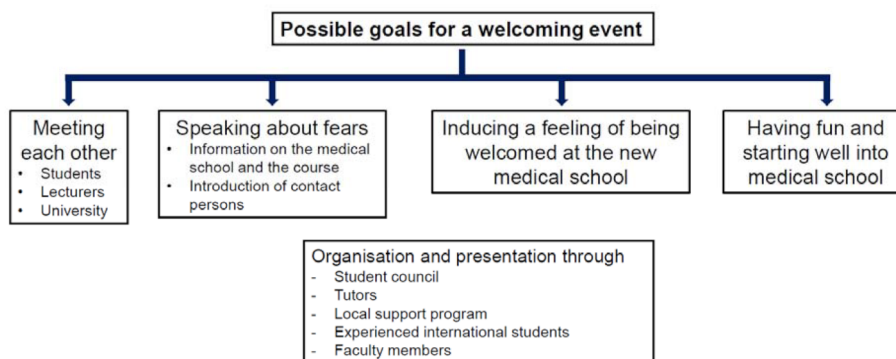 Possible goals for a welcoming event
Meeting
each other
• Students
• Lecturers
• University
Speaking about fears
• Information on the medical
school and the course
• Introduction of contact
persons
Inducing a feeling of being
welcomed at the new
medical school
Having fun and
starting well into
medical school
Organisation and presentation through
- Student council
- Tutors
- Local support program
- Experienced international students
- Faculty members